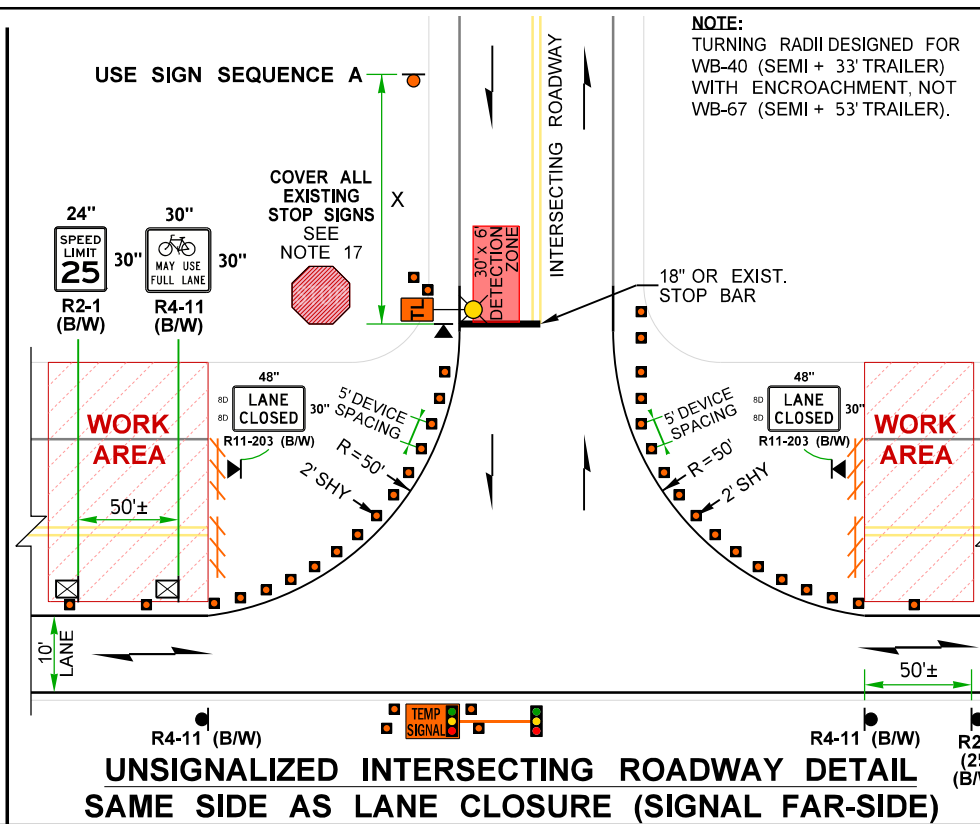 NOTE:
TURNING RADII DESIGNED FOR
WB-40 (SEMI + 33' TRAILER)
WITH ENCROACHMENT, NOT
WB-67 (SEMI + 53' TRAILER).
USE SIGN SEQUENCE A
X
INTERSECTING ROADWAY
COVER ALL
EXISTING
STOP SIGNS
SEE
NOTE 17
STOP
24"
SPEED
LIMIT
25
30"
R2-1
(B/W)
30"
MAY USE
FULL LANE
30"
R4-11
(B/W)
TL
30' x 6'
DETECTION
ZONE
18" OR EXIST.
STOP BAR
WORK
AREA
48"
8D
8D
LANE
CLOSED
30"
R11-203 (B/W)
5' DEVICE
SPACING
R = 50'
2' SHY
5' DEVICE
SPACING
R = 50'
2' SHY
48"
8D
8D
LANE
CLOSED
30"
R11-203 (B/W)
WORK
AREA
50'±
10'
LANE
50'±
R4-11 (B/W)
TEMP
SIGNAL
R4-11 (B/W)
R2
(25
(B/W
UNSIGNALIZED INTERSECTING ROADWAY DETAIL
SAME SIDE AS LANE CLOSURE (SIGNAL FAR-SIDE)